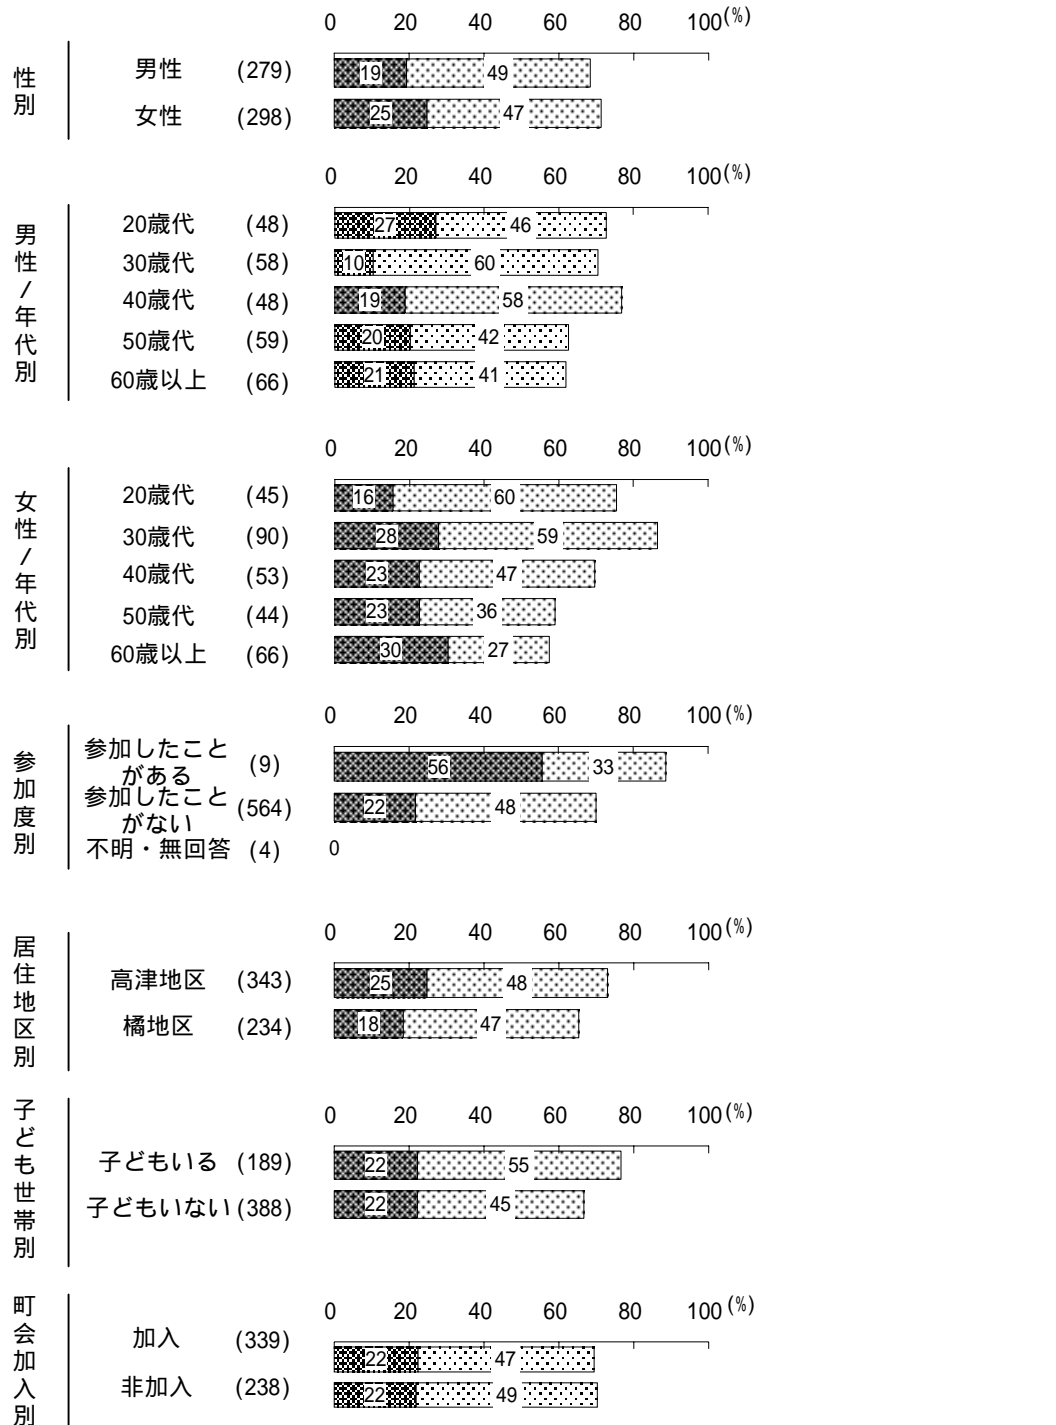 0 20 40 60 80 100(%)
性別
男性 (279) 19 49
女性 (298) 25 47
0 20 40 60 80 100(%)
男性/年代別
20歳代 (48) 27 46
30歳代 (58) 10 60
40歳代 (48) 19 58
50歳代 (59) 20 42
60歳以上 (66) 21 41
0 20 40 60 80 100(%)
女性/年代別
20歳代 (45) 16 60
30歳代 (90) 28 59
40歳代 (53) 23 47
50歳代 (44) 23 36
60歳以上 (66) 30 27
0 20 40 60 80 100(%)
参加度別
参加したこと
がある (9) 56 33
参加したこと
がない (564) 22 48
不明・無回答 (4) 0
0 20 40 60 80 100(%)
居住地区別
高津地区 (343) 25 48
橘地区 (234) 18 47
0 20 40 60 80 100(%)
子ども世帯別
子どもいる (189) 22 55
子どもいない (388) 22 45
0 20 40 60 80 100(%)
町会加入別
加入 (339) 22 47
非加入 (238) 22 49